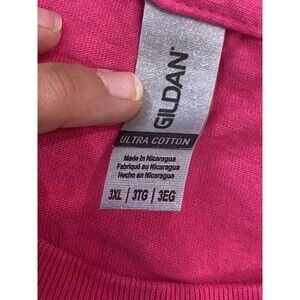 GILDAN
ULTRA COTTON
Made in Nicaragua
Fabriqué au Nicaragua
Hecho en Nicaragua
3XL | 3TG | 3EG